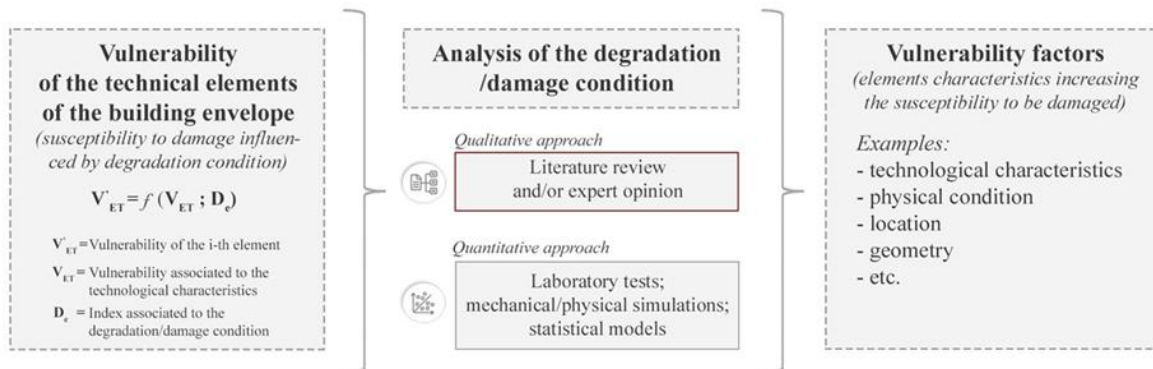 Vulnerability
of the technical elements
of the building envelope
(susceptibility to damage influen-
ced by degradation condition)
V'ET = f (VET ; De)
V'ET = Vulnerability of the i-th element
VET = Vulnerability associated to the
technological characteristics
De = Index associated to the
degradation/damage condition
Analysis of the degradation
/damage condition
Qualitative approach
Literature review
and/or expert opinion
Quantitative approach
Laboratory tests;
mechanical/physical simulations;
statistical models
Vulnerability factors
(elements characteristics increasing
the susceptibility to be damaged)
Examples:
- technological characteristics
- physical condition
- location
- geometry
- etc.